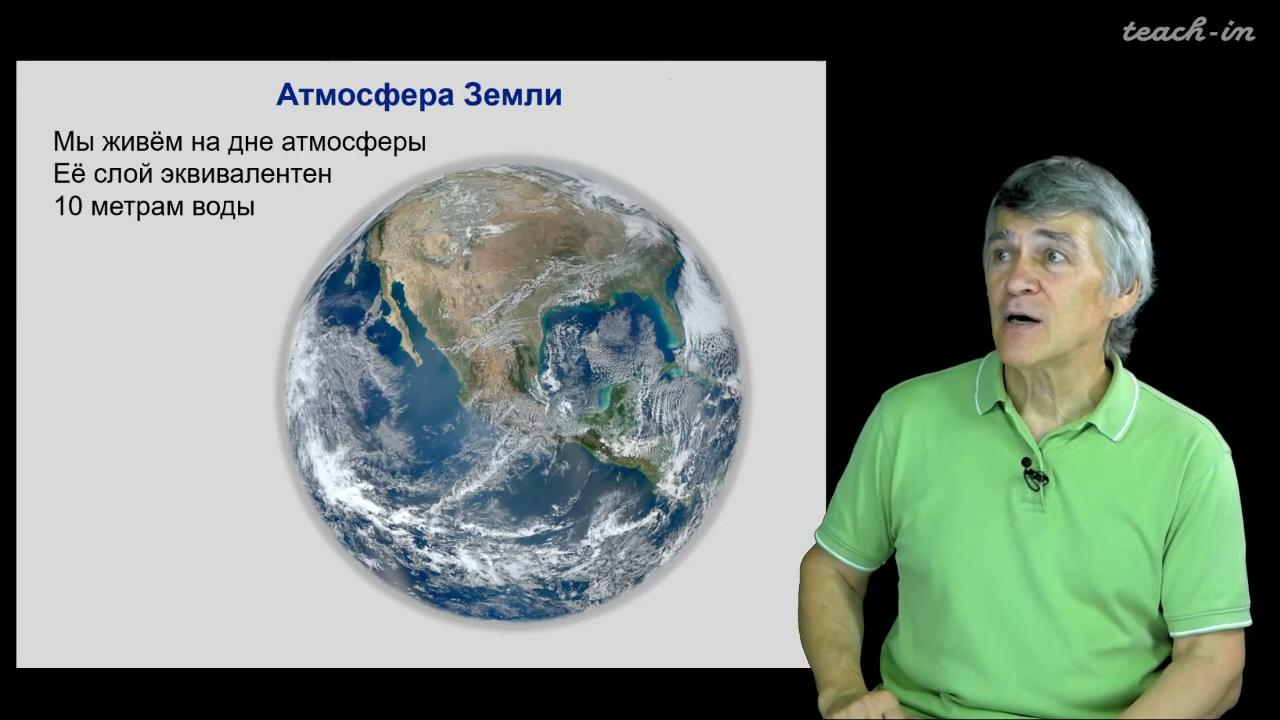 teach-in
Атмосфера Земли
Мы живём на дне атмосферы
Её слой эквивалентен
10 метрам воды